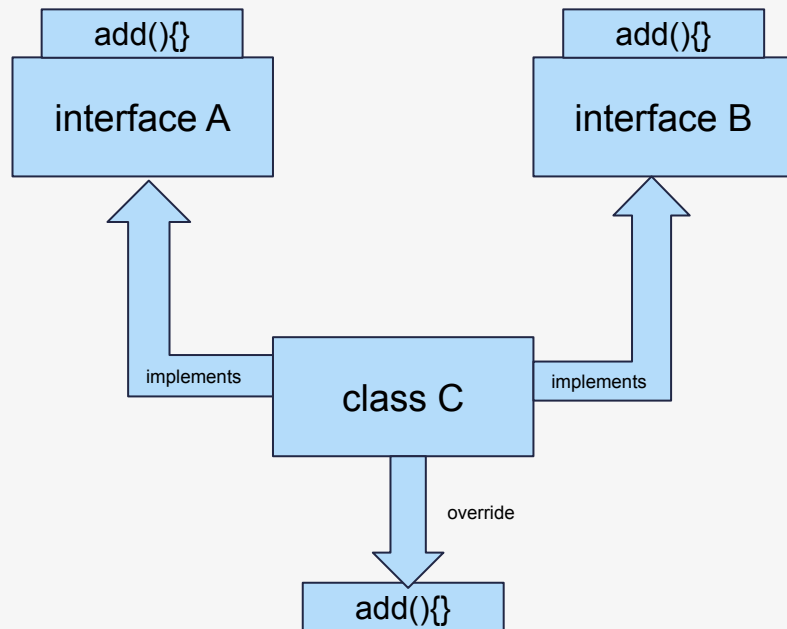 add(){}
add(){}
interface A
interface B
implements
class C
implements
override
add(){}